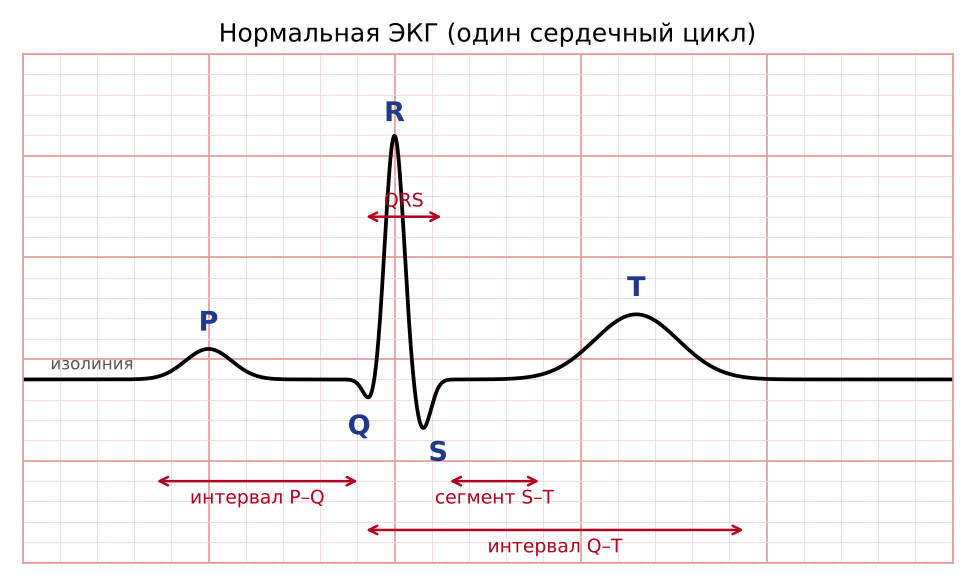 Нормальная ЭКГ (один сердечный цикл)
R
QRS
T
P
изолиния
Q
S
интервал P–Q
сегмент S–T
интервал Q–T